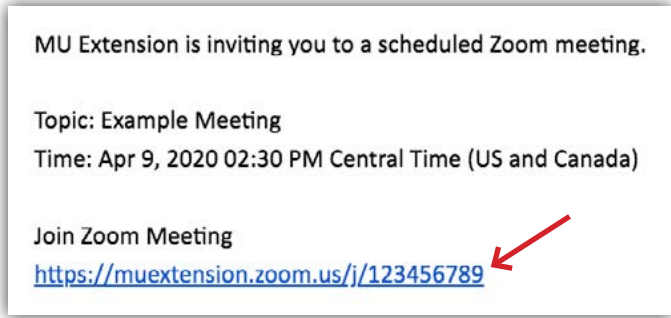 MU Extension is inviting you to a scheduled Zoom meeting.
Topic: Example Meeting
Time: Apr 9, 2020 02:30 PM Central Time (US and Canada)
Join Zoom Meeting
https://muextension.zoom.us/j/123456789